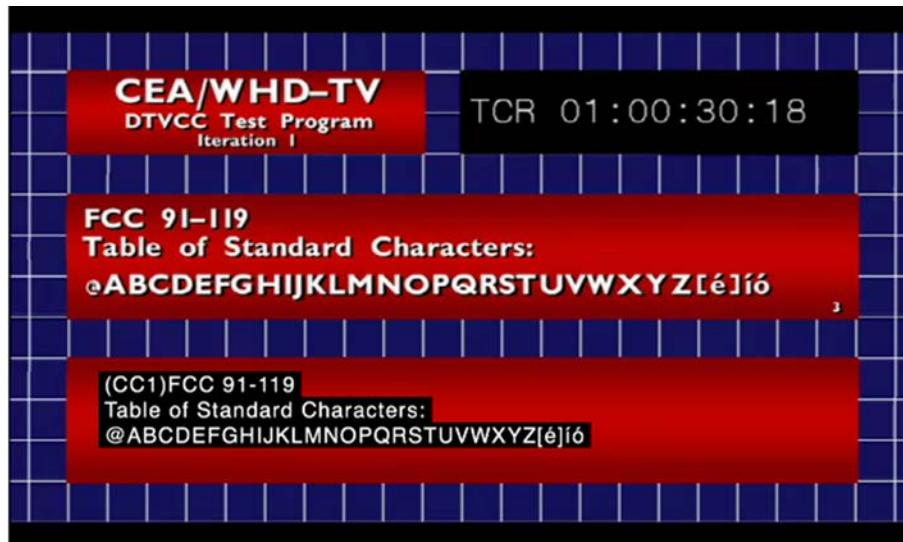 CEA/WHD–TV
DTVCC Test Program
Iteration 1
TCR 01:00:30:18
FCC 91–119
Table of Standard Characters:
@ABCDEFGHIJKLMNOPQRSTUVWXYZ[é]íó
3
(CC1)FCC 91-119
Table of Standard Characters:
@ABCDEFGHIJKLMNOPQRSTUVWXYZ[é]íó